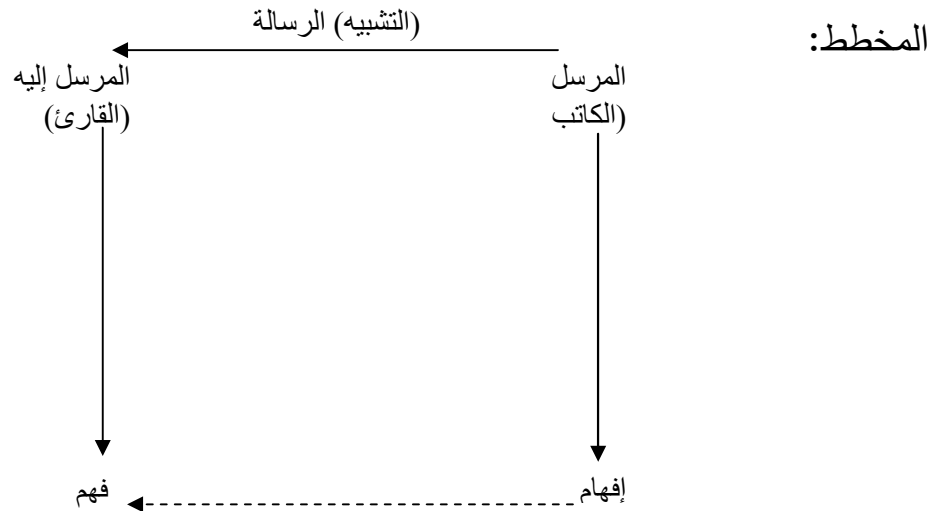 المخطط:
(التشبيه) الرسالة
المرسل
(الكاتب
المرسل إليه
(القارئ)
إفهام
فهم